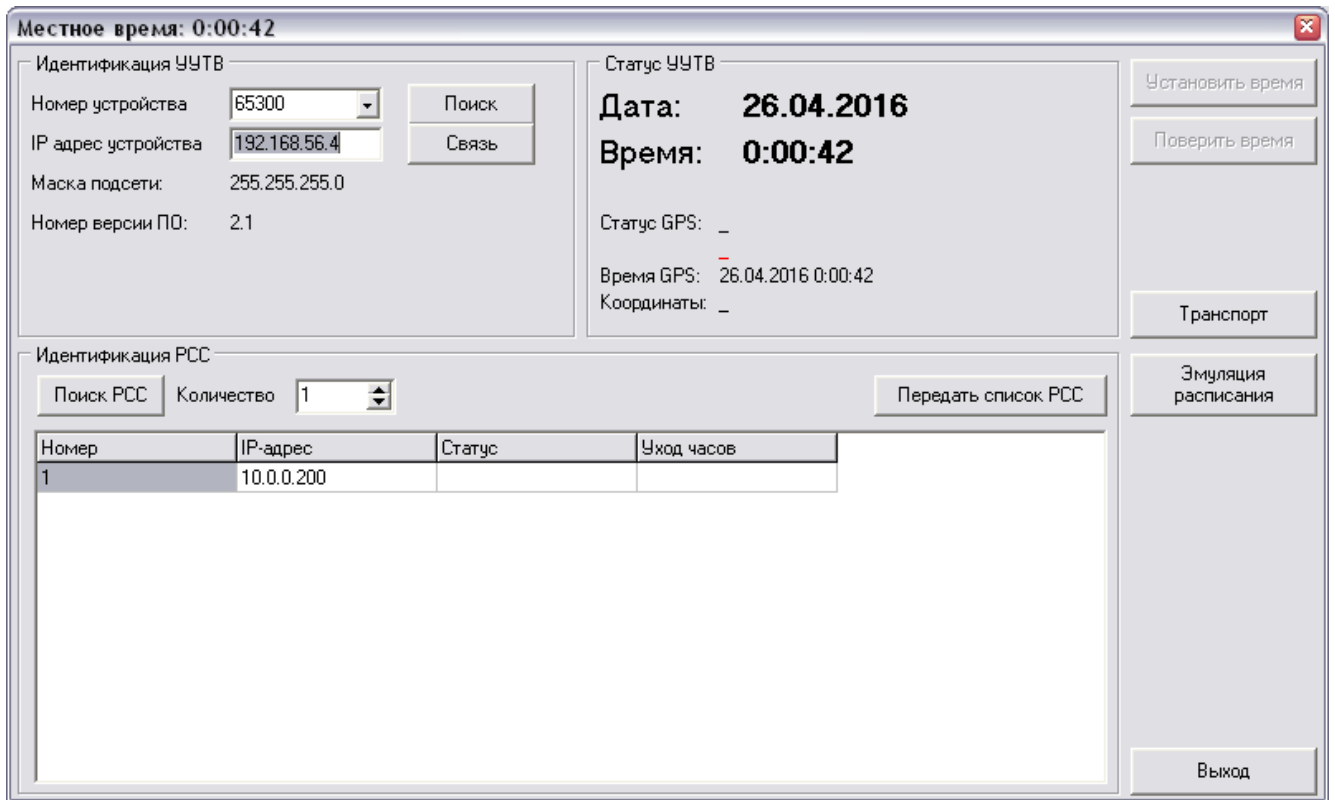 Местное время: 0:00:42
Идентификация УУТВ
Номер устройства 65300 Поиск
IP адрес устройства 192.168.56.4 Связь
Маска подсети: 255.255.255.0
Номер версии ПО: 2.1
Статус УУТВ
Дата: 26.04.2016
Время: 0:00:42
Статус GPS: _
_
Время GPS: 26.04.2016 0:00:42
Координаты: _
Установить время
Поверить время
Транспорт
Эмуляция
расписания
Идентификация РСС
Поиск РСС Количество 1 Передать список РСС
Номер IP-адрес Статус Уход часов
1 10.0.0.200
Выход